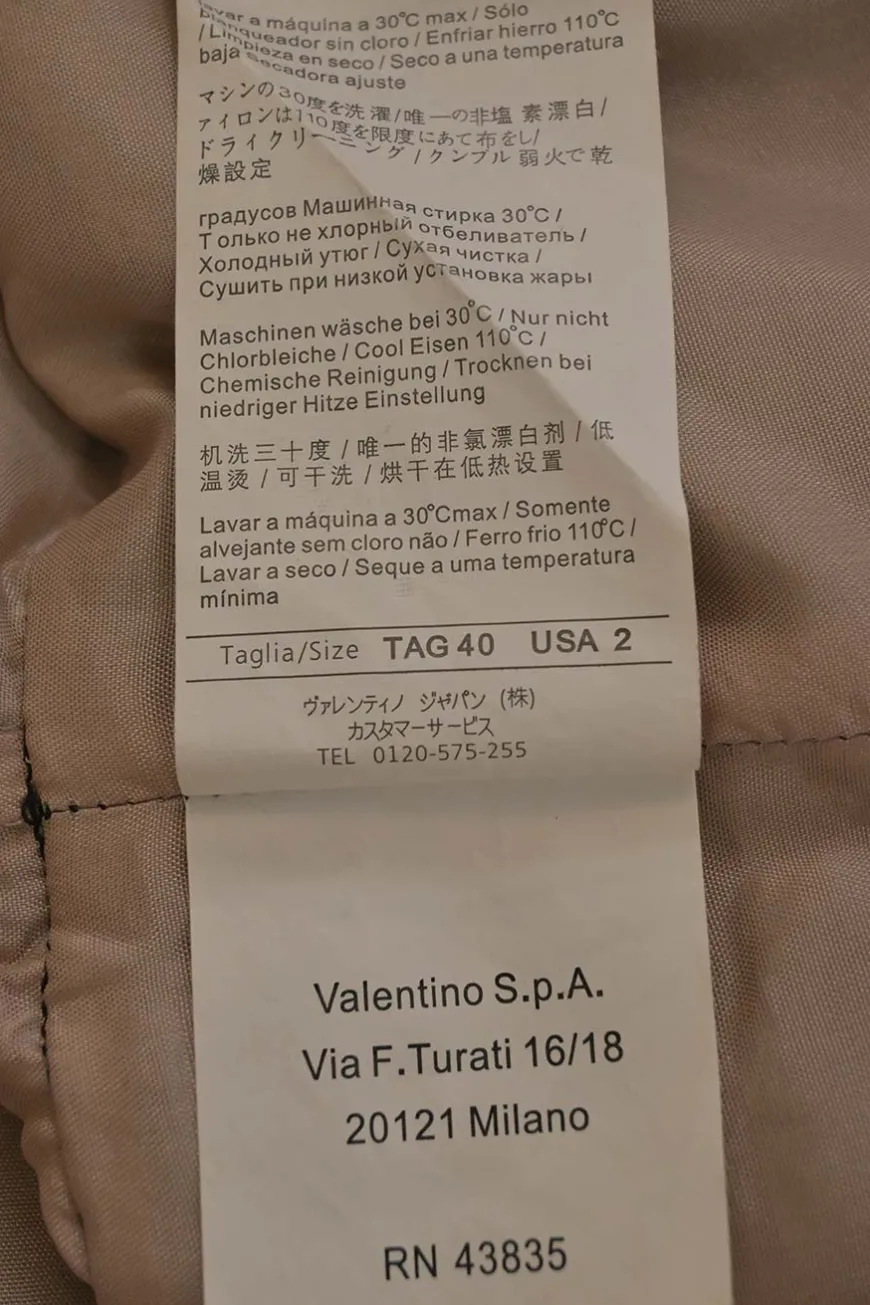 Lavar a máquina a 30°C max / Sólo
blanqueador sin cloro / Enfriar hierro 110°C
/ Limpieza en seco / Seco a una temperatura
baja secadora ajuste
マシンの30度を洗 濯/唯一の非塩 素漂白/
アイロンは110度を限度にあて布をし/
ドライクリーニング / クンブル 弱火で 乾
燥設定
градусов Машинная стирка 30°C /
Т олько не хлорный отбеливатель /
Холодный утюг / Сухая чистка /
Сушить при низкой установка жары
Maschinen wäsche bei 30°C / Nur nicht
Chlorbleiche / Cool Eisen 110°C /
Chemische Reinigung / Trocknen bei
niedriger Hitze Einstellung
机洗三十度 / 唯一的非氯漂白剂 / 低
温烫 / 可干洗 / 烘干在低热设置
Lavar a máquina a 30°Cmax / Somente
alvejante sem cloro não / Ferro frio 110°C /
Lavar a seco / Seque a uma temperatura
mínima
Taglia/Size TAG 40 USA 2
ヴァレンティノ ジャパン (株)
カスタマーサービス
TEL 0120-575-255
Valentino S.p.A.
Via F.Turati 16/18
20121 Milano
RN 43835